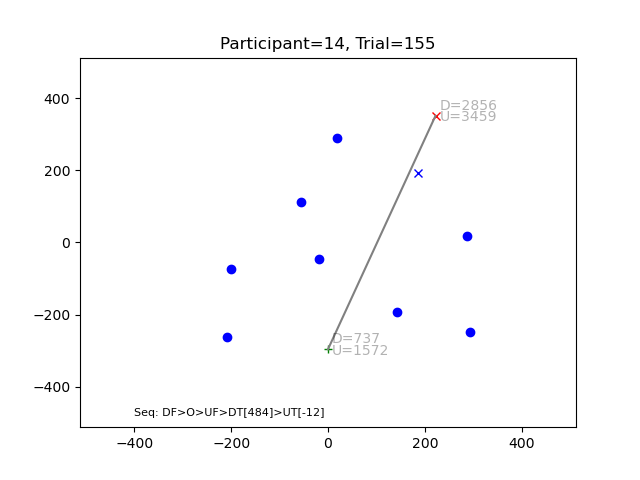 Participant=14, Trial=155
400
200
0
−200
−400
D=2856
U=3459
D=737
U=1572
Seq: DF>O>UF>DT[484]>UT[-12]
−400
−200
0
200
400